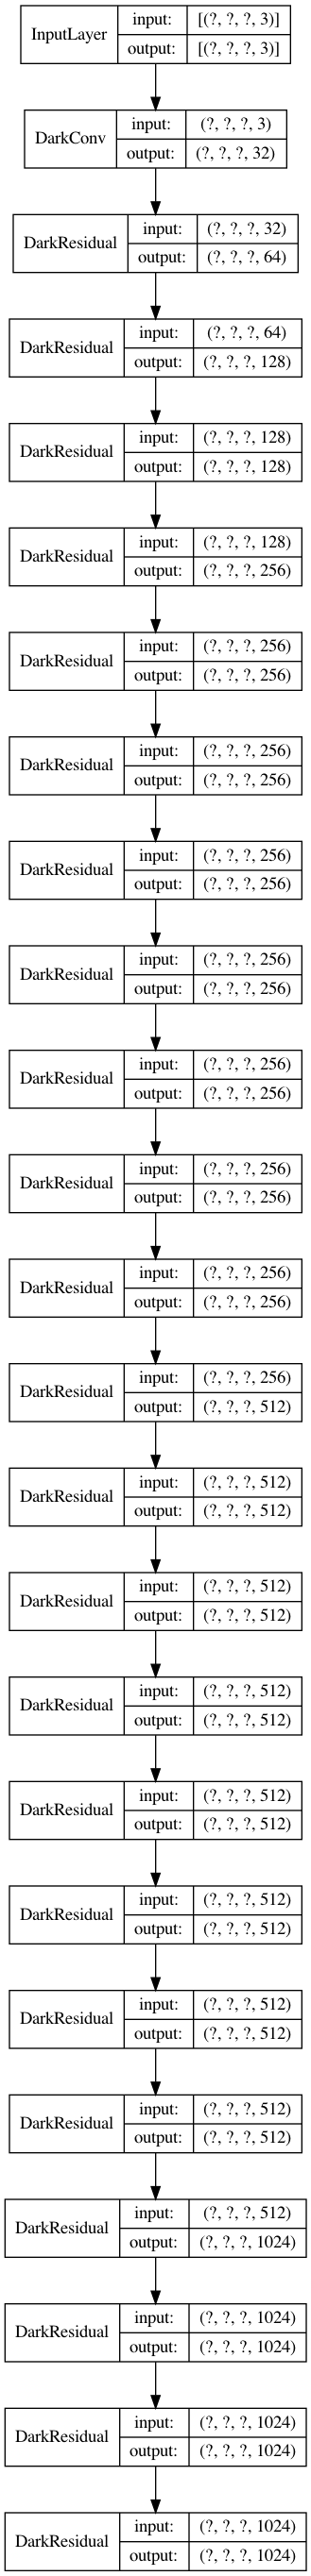 InputLayer
input: [(?, ?, ?, 3)]
output: [(?, ?, ?, 3)]
DarkConv
input: (?, ?, ?, 3)
output: (?, ?, ?, 32)
DarkResidual
input: (?, ?, ?, 32)
output: (?, ?, ?, 64)
DarkResidual
input: (?, ?, ?, 64)
output: (?, ?, ?, 128)
DarkResidual
input: (?, ?, ?, 128)
output: (?, ?, ?, 128)
DarkResidual
input: (?, ?, ?, 128)
output: (?, ?, ?, 256)
DarkResidual
input: (?, ?, ?, 256)
output: (?, ?, ?, 256)
DarkResidual
input: (?, ?, ?, 256)
output: (?, ?, ?, 256)
DarkResidual
input: (?, ?, ?, 256)
output: (?, ?, ?, 256)
DarkResidual
input: (?, ?, ?, 256)
output: (?, ?, ?, 256)
DarkResidual
input: (?, ?, ?, 256)
output: (?, ?, ?, 256)
DarkResidual
input: (?, ?, ?, 256)
output: (?, ?, ?, 256)
DarkResidual
input: (?, ?, ?, 256)
output: (?, ?, ?, 256)
DarkResidual
input: (?, ?, ?, 256)
output: (?, ?, ?, 512)
DarkResidual
input: (?, ?, ?, 512)
output: (?, ?, ?, 512)
DarkResidual
input: (?, ?, ?, 512)
output: (?, ?, ?, 512)
DarkResidual
input: (?, ?, ?, 512)
output: (?, ?, ?, 512)
DarkResidual
input: (?, ?, ?, 512)
output: (?, ?, ?, 512)
DarkResidual
input: (?, ?, ?, 512)
output: (?, ?, ?, 512)
DarkResidual
input: (?, ?, ?, 512)
output: (?, ?, ?, 512)
DarkResidual
input: (?, ?, ?, 512)
output: (?, ?, ?, 512)
DarkResidual
input: (?, ?, ?, 512)
output: (?, ?, ?, 1024)
DarkResidual
input: (?, ?, ?, 1024)
output: (?, ?, ?, 1024)
DarkResidual
input: (?, ?, ?, 1024)
output: (?, ?, ?, 1024)
DarkResidual
input: (?, ?, ?, 1024)
output: (?, ?, ?, 1024)